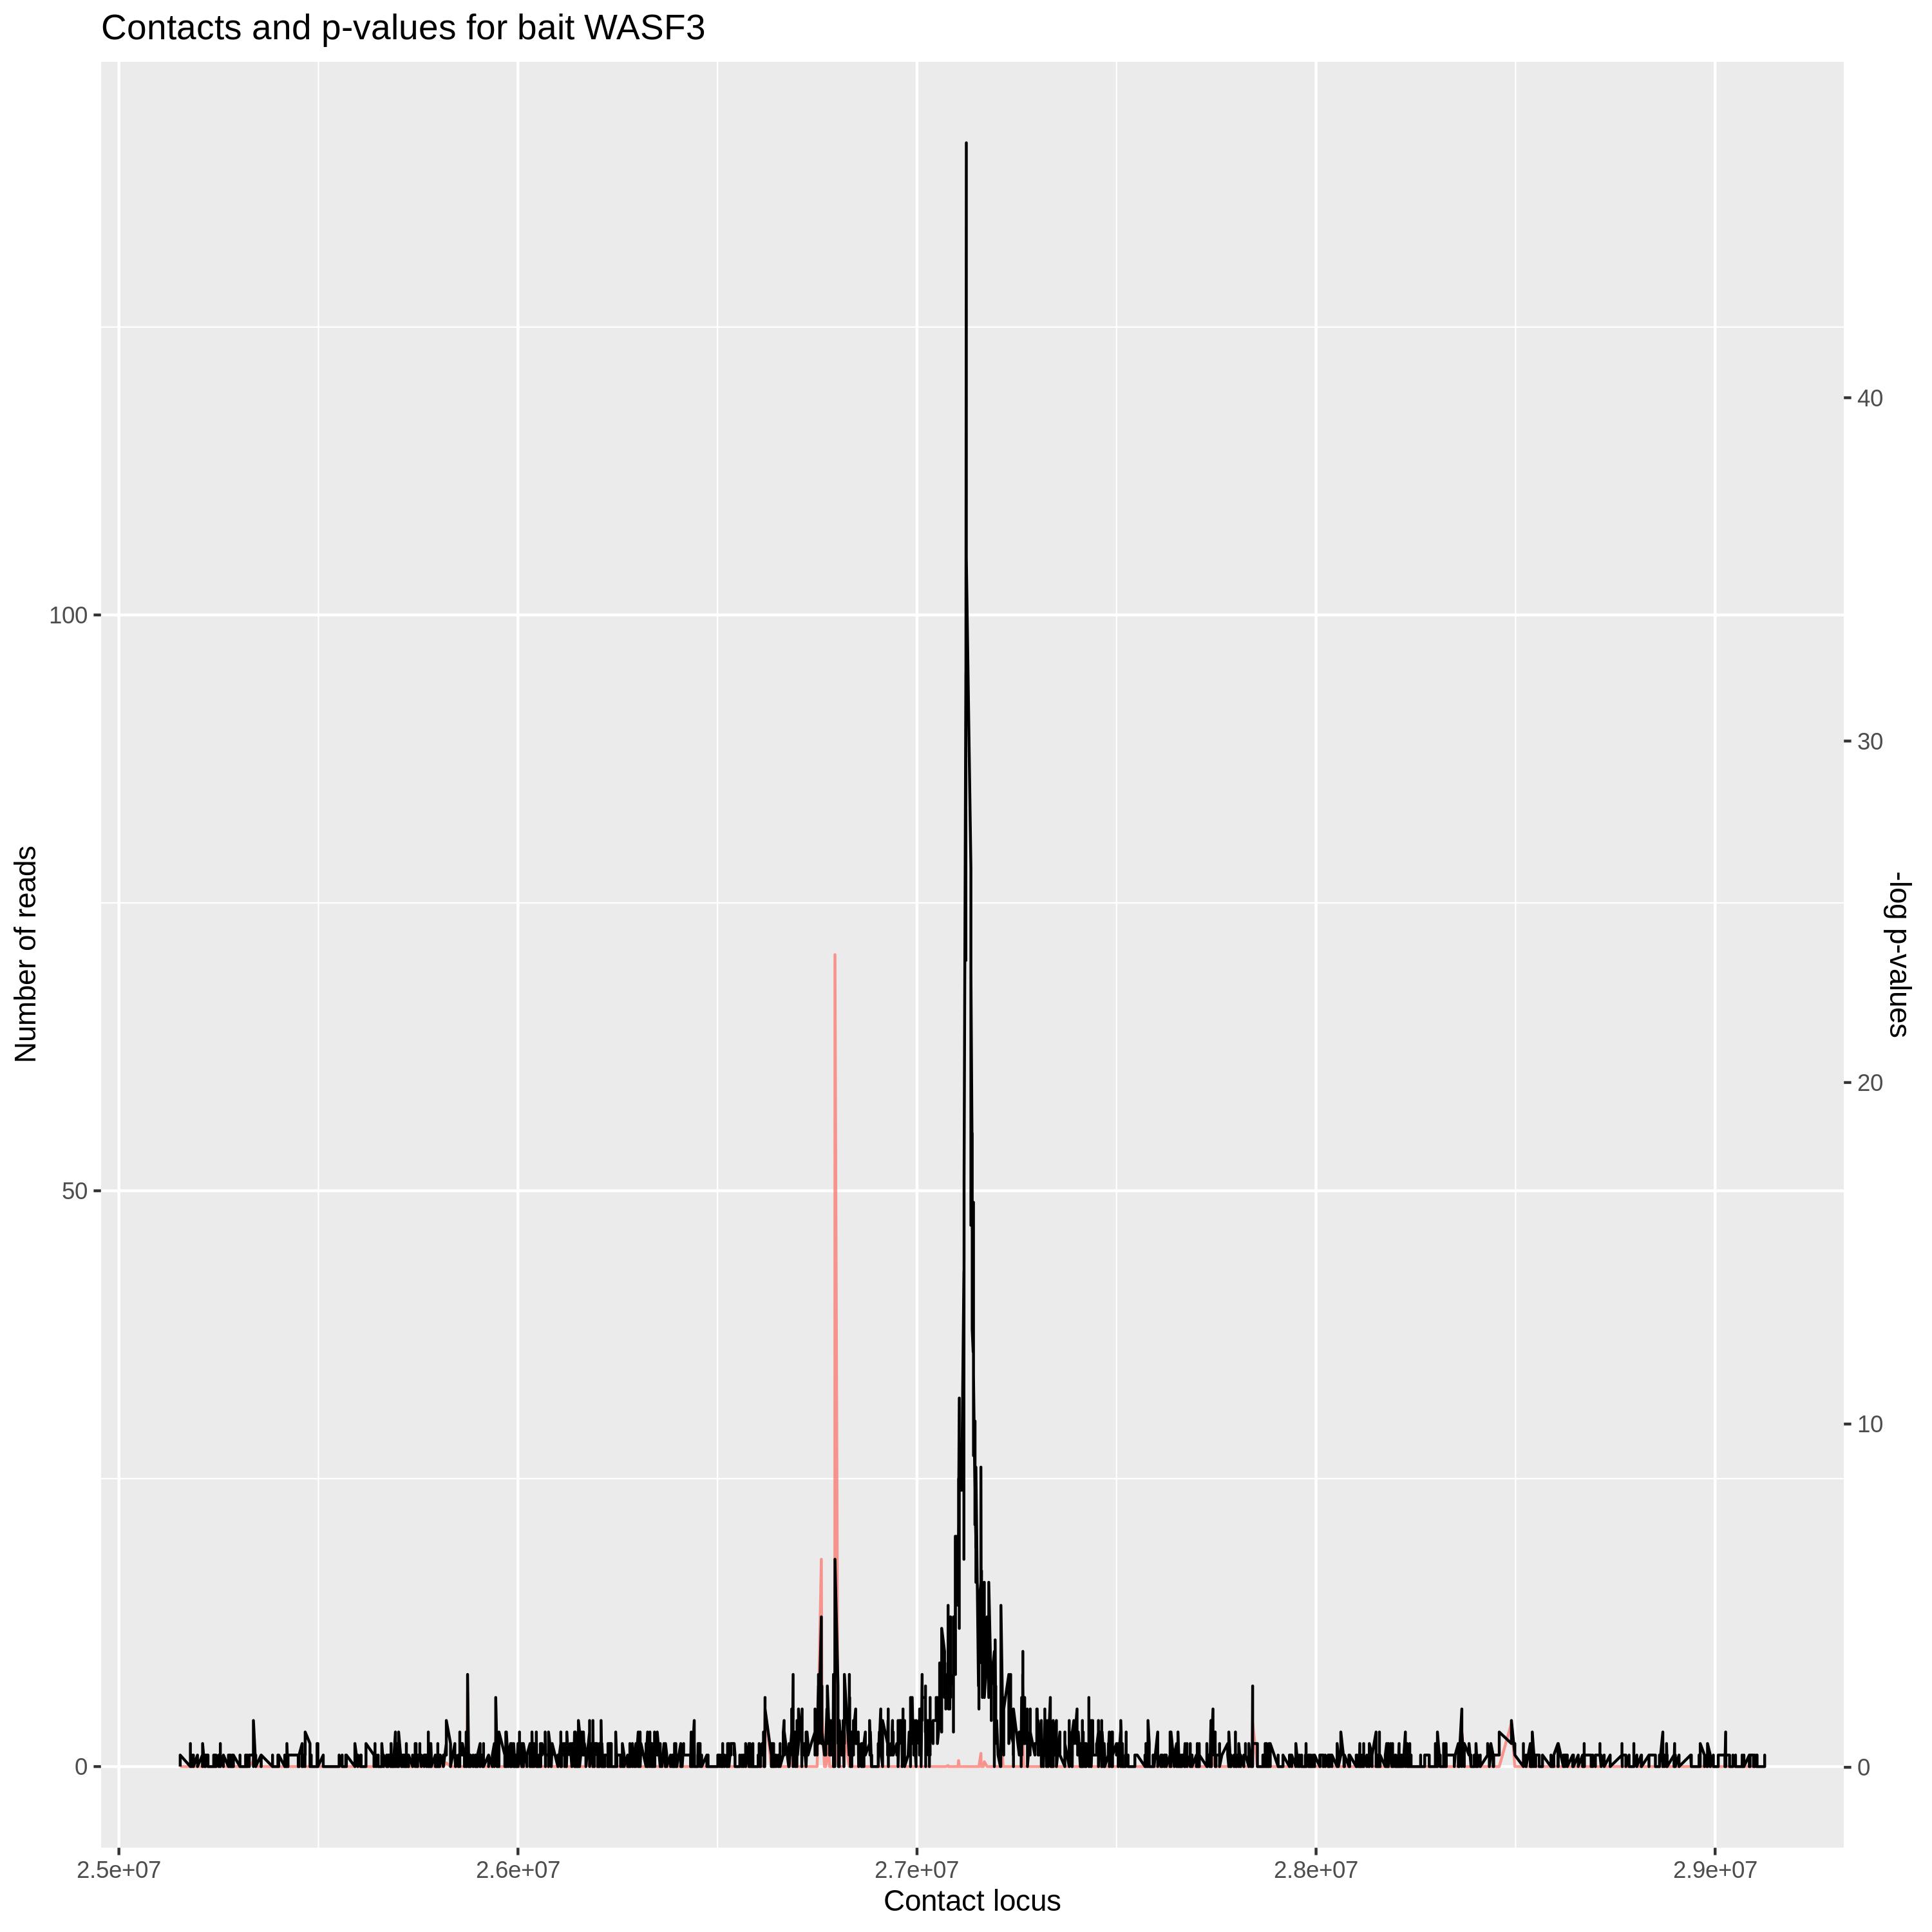 Contacts and p-values for bait WASF3
Number of reads
100
50
0
40
30
20
10
0
-log p-values
2.5e+07
2.6e+07
2.7e+07
2.8e+07
2.9e+07
Contact locus